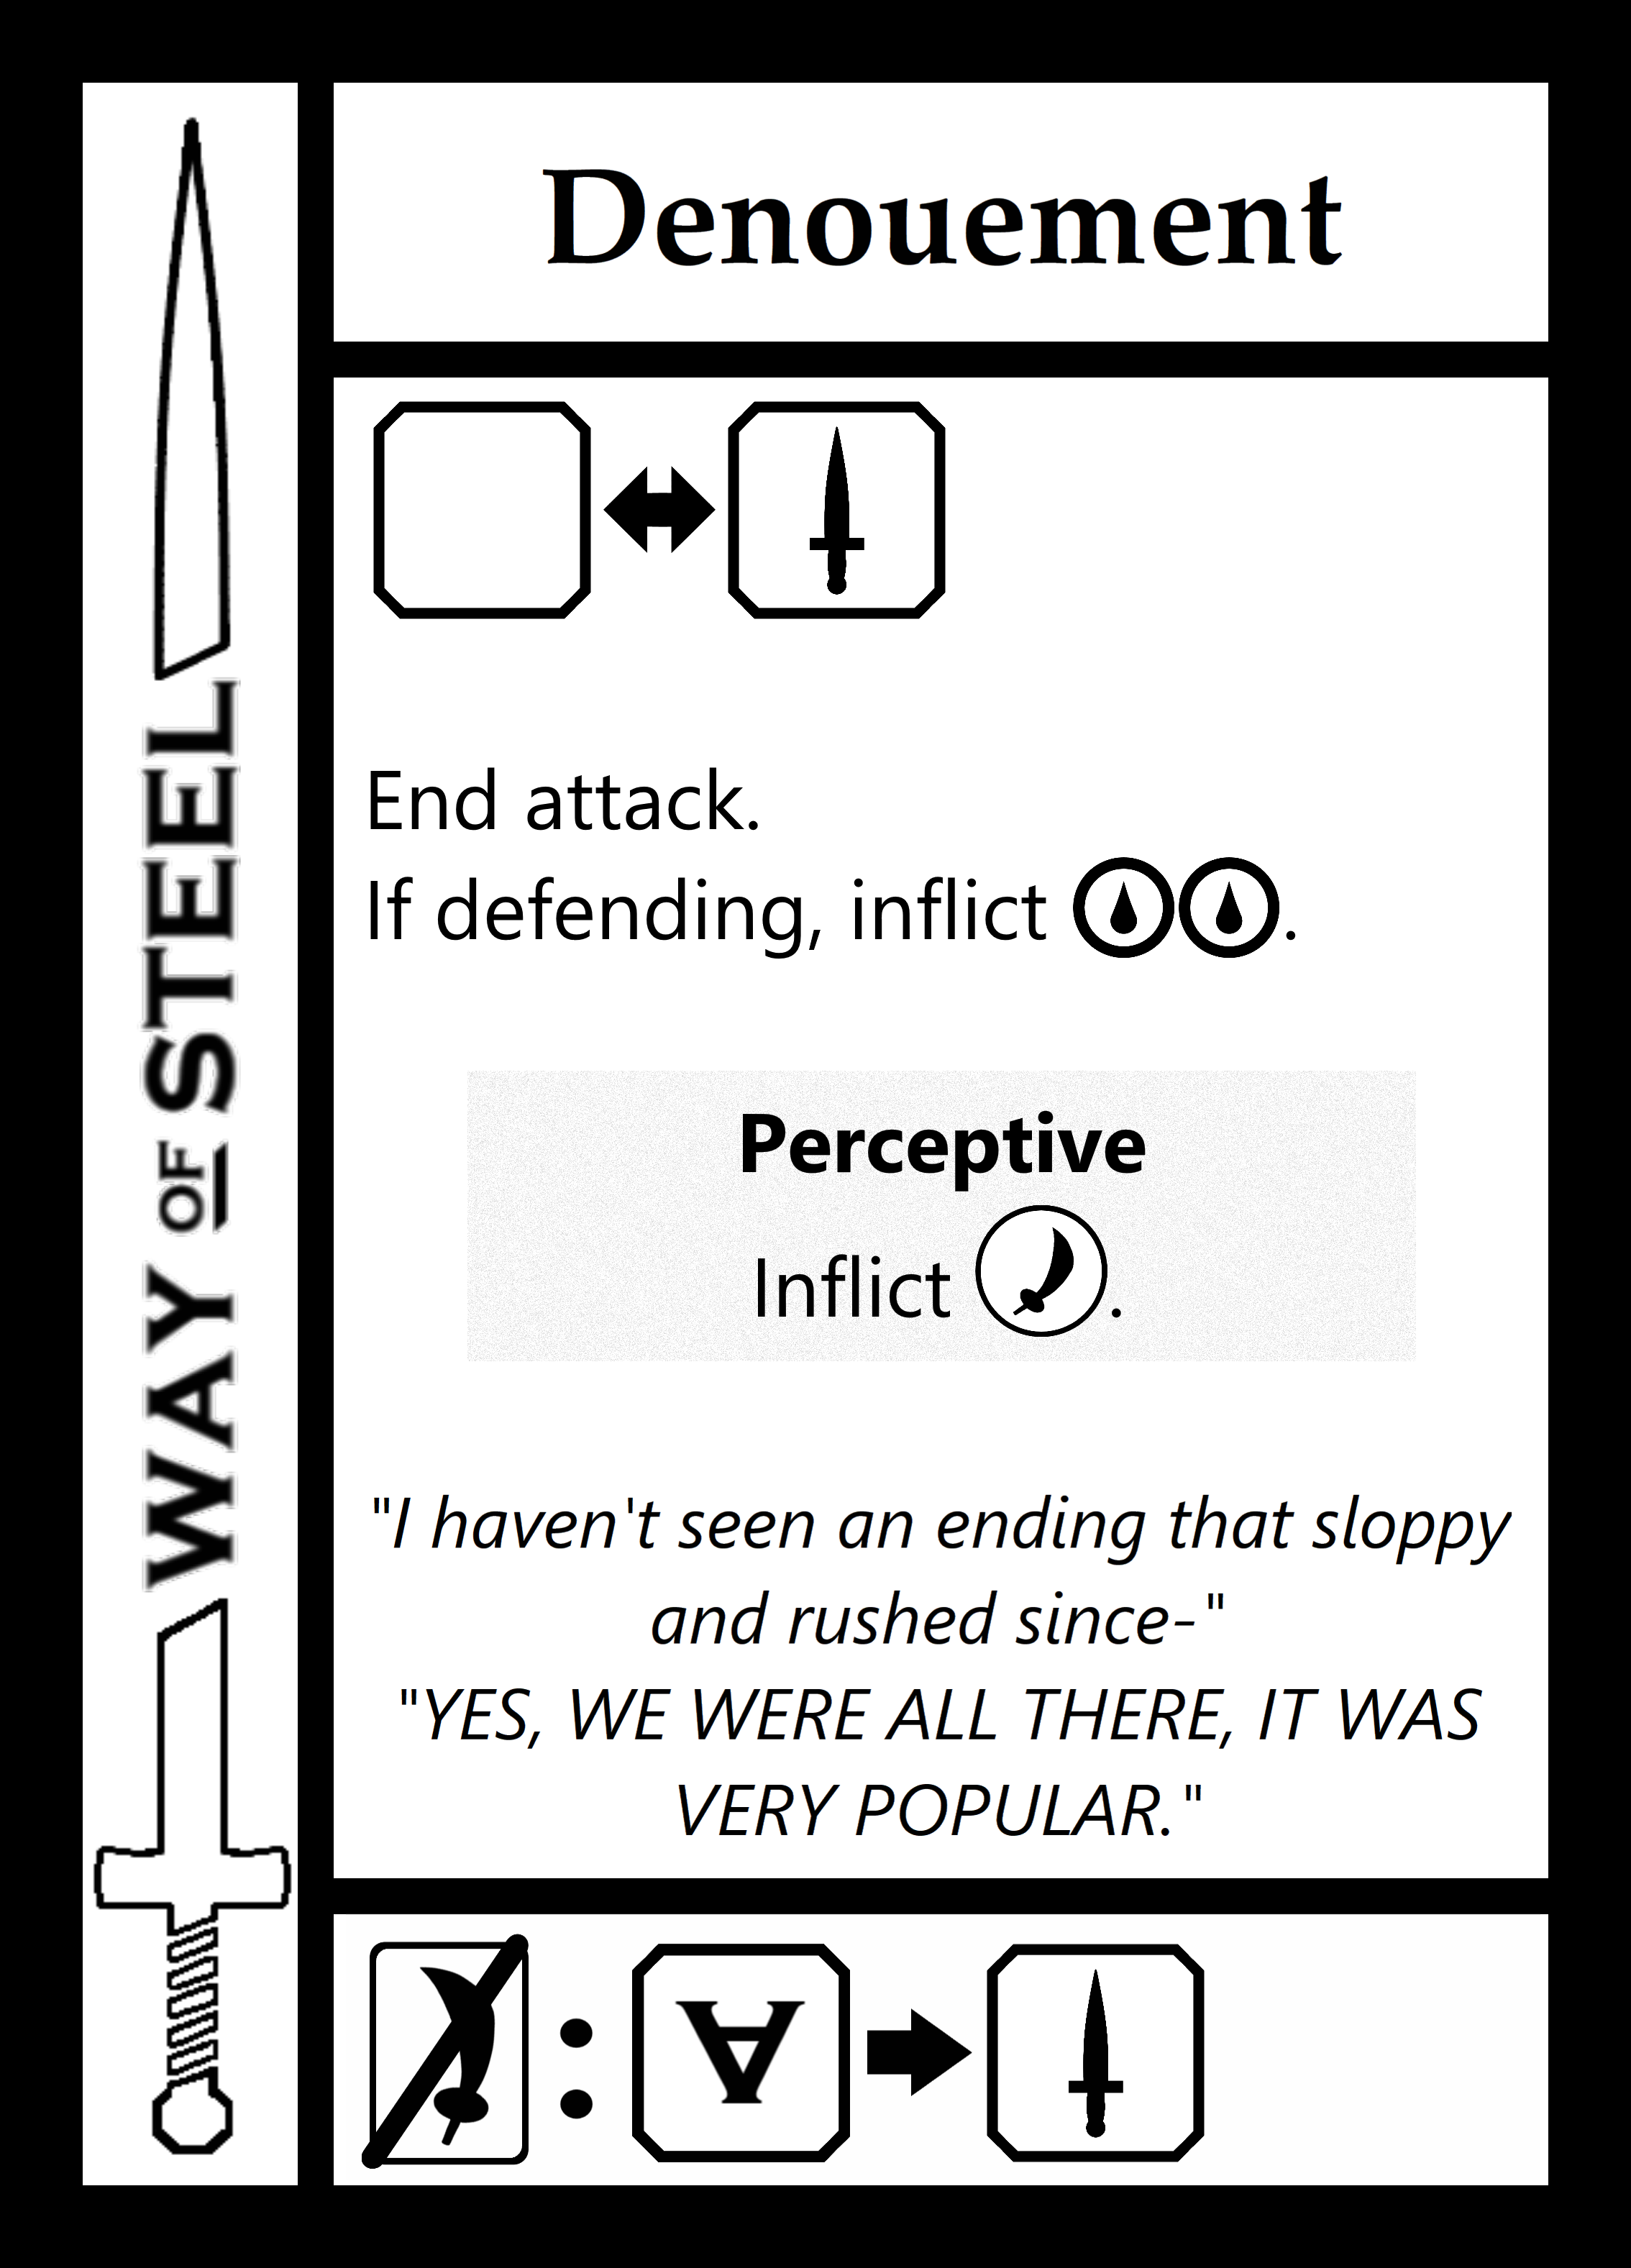 WAY OF STEEL
Denouement
End attack.
If defending, inflict .
Perceptive
Inflict .
"I haven't seen an ending that sloppy
and rushed since-"
"YES, WE WERE ALL THERE, IT WAS
VERY POPULAR."
: ∀